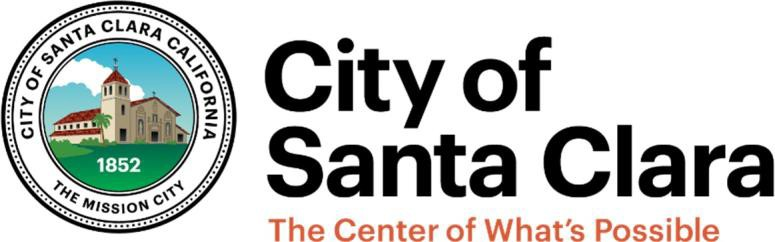 CITY OF SANTA CLARA CALIFORNIA
1852
THE MISSION CITY
City of
Santa Clara
The Center of What's Possible